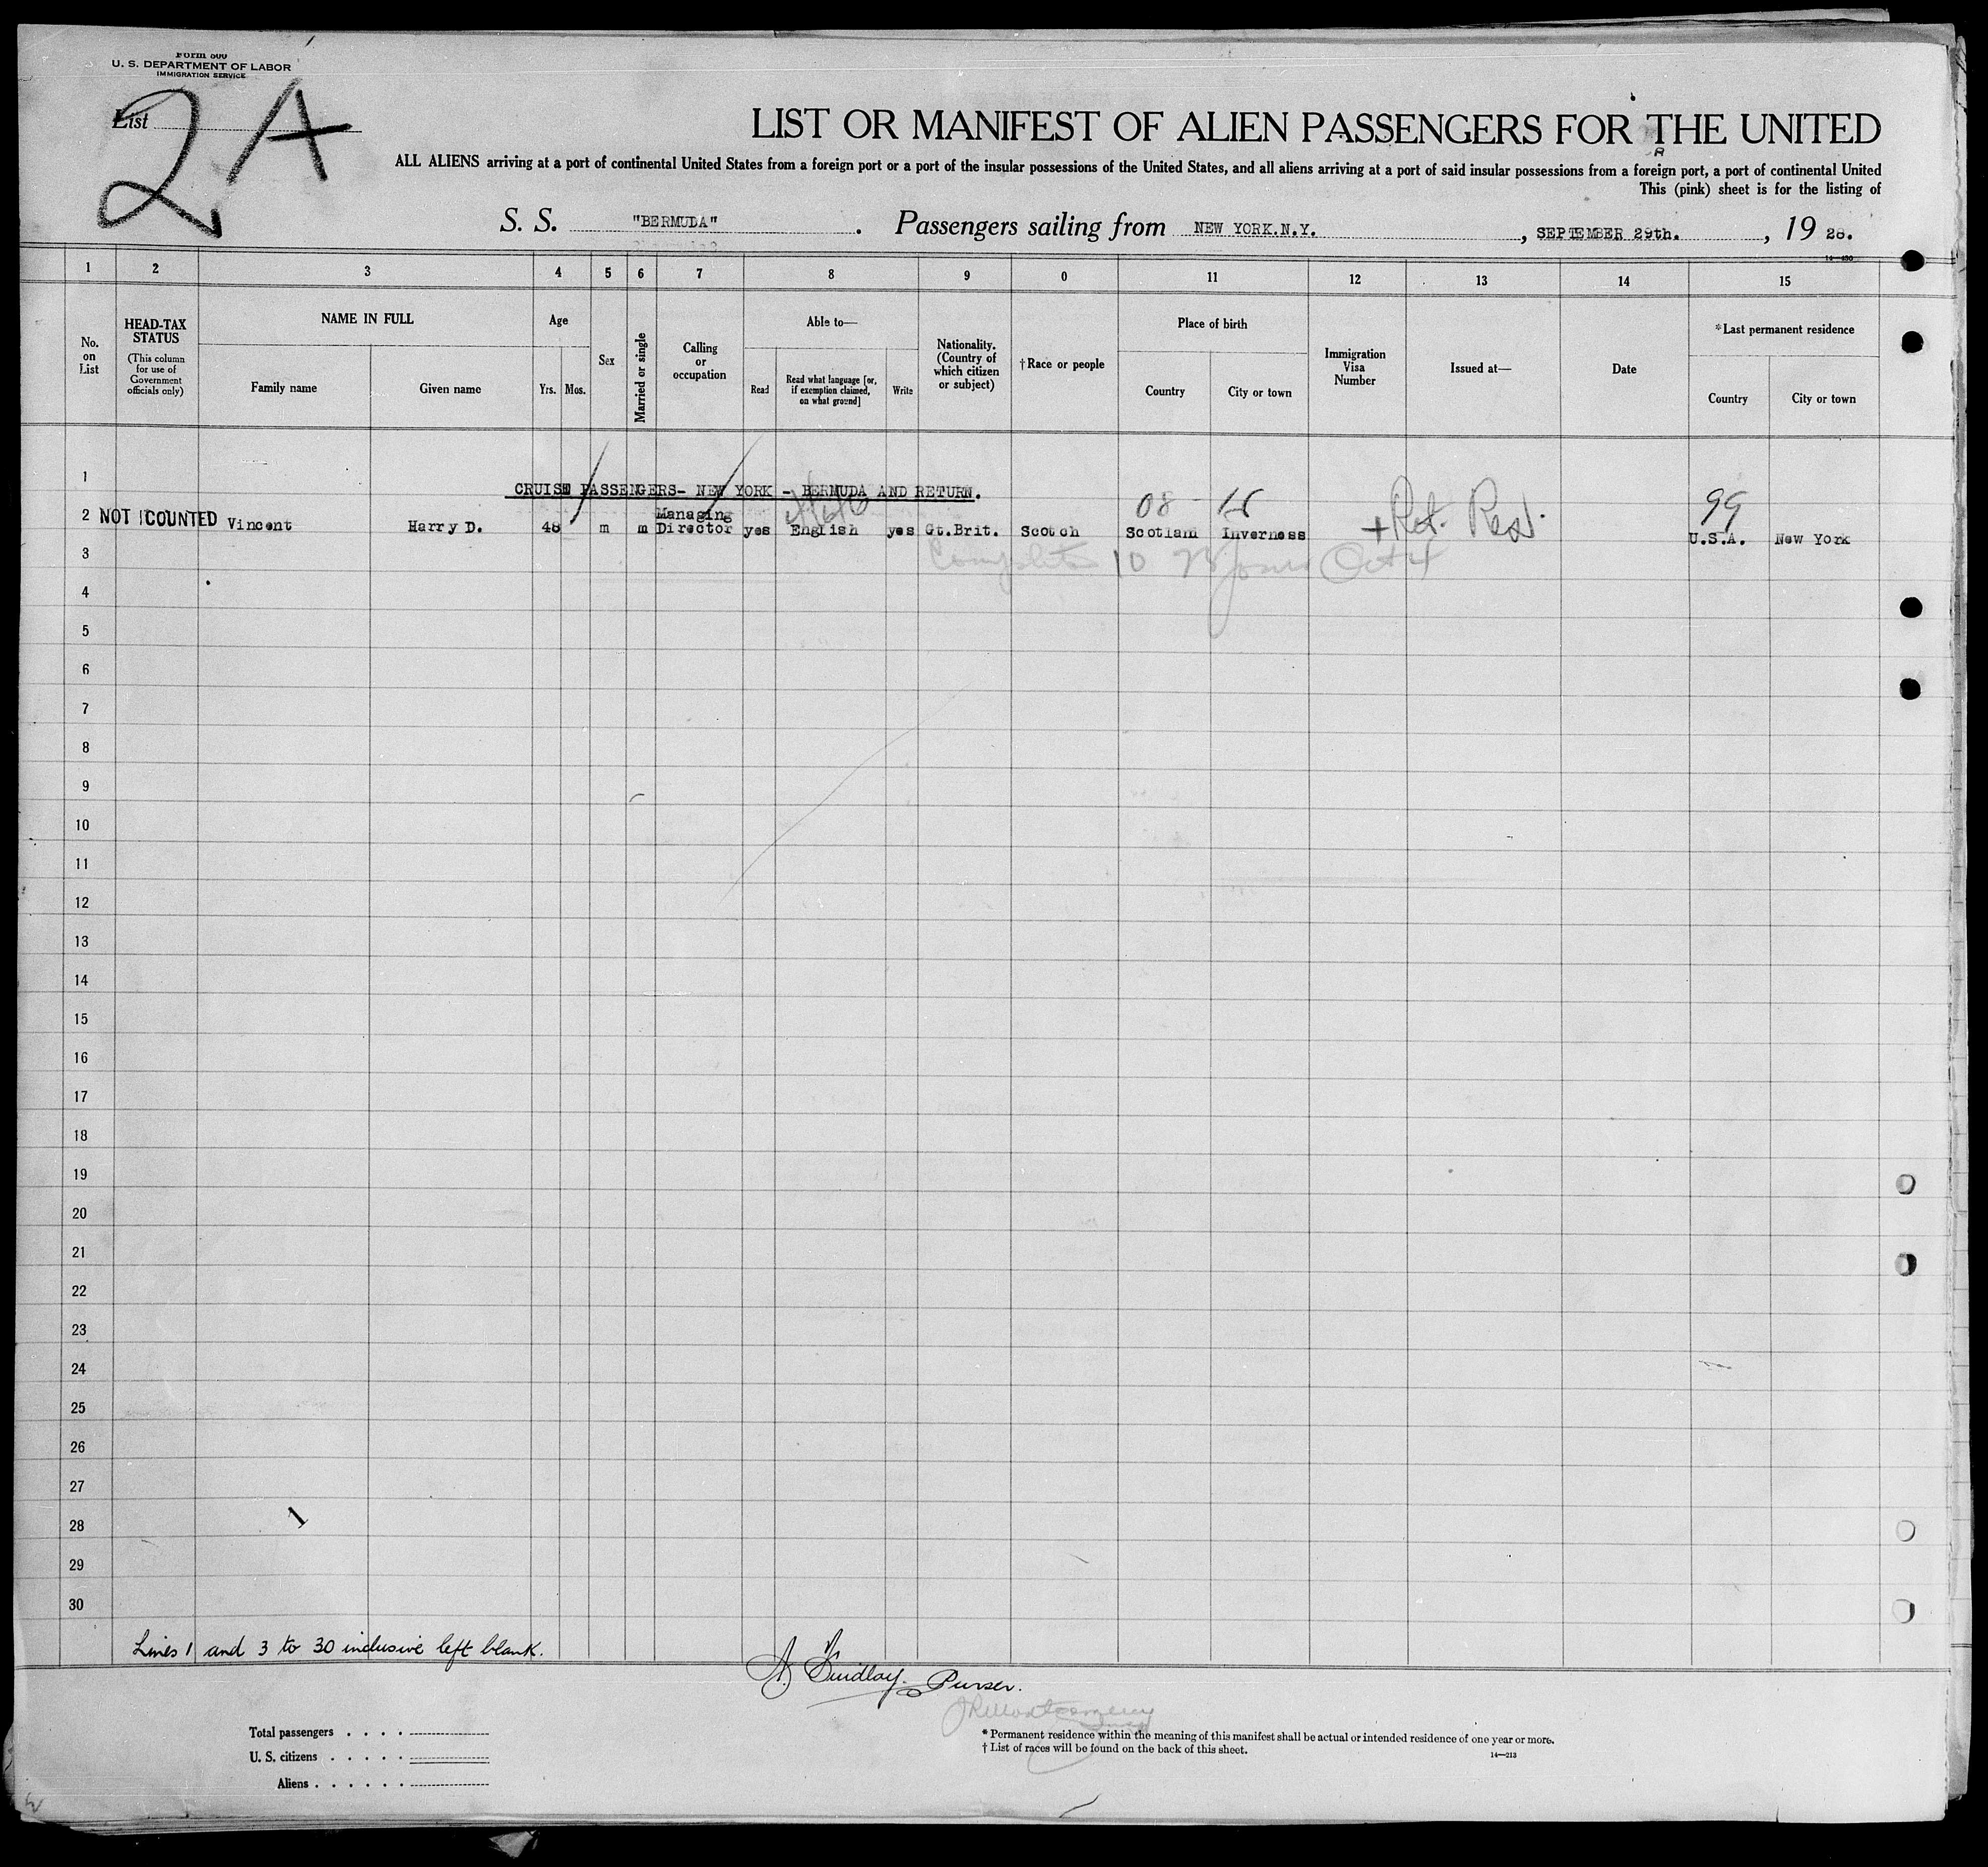 Form 500
U. S. DEPARTMENT OF LABOR
IMMIGRATION SERVICE
List
2A
LIST OR MANIFEST OF ALIEN PASSENGERS FOR THE UNITED
ALL ALIENS arriving at a port of continental United States from a foreign port or a port of the insular possessions of the United States, and all aliens arriving at a port of said insular possessions from a foreign port, a port of continental United
This (pink) sheet is for the listing of
S. S. "BERMUDA". Passengers sailing from NEW YORK.N.Y., SEPTEMBER 29th., 19 28.
1 2 3 4 5 6 7 8 9 0 11 12 13 14 15
No. on List
HEAD-TAX STATUS
(This column for use of Government officials only)
NAME IN FULL
Family name
Given name
Age
Yrs. Mos.
Sex
Married or single
Calling or occupation
Able to—
Read
Read what language [or, if exemption claimed, on what ground]
Write
Nationality. (Country of which citizen or subject)
†Race or people
Place of birth
Country
City or town
Immigration Visa Number
Issued at—
Date
*Last permanent residence
Country
City or town
1 CRUISE PASSENGERS- NEW YORK - BERMUDA AND RETURN.
08 - 99
2 NOT COUNTED Vincent Harry D. 48 m m Managing Director yes English yes Gt.Brit. Scotch Scotland Inverness +Ret. Res. U.S.A. New York
3 Oct 4
4
5
6
7
8
9
10
11
12
13
14
15
16
17
18
19
20
21
22
23
24
25
26
27
28
29
30
1
Lines 1 and 3 to 30 inclusive left blank.
A. Findlay. Purser.
Total passengers
U. S. citizens
Aliens
* Permanent residence within the meaning of this manifest shall be actual or intended residence of one year or more.
† List of races will be found on the back of this sheet.
14—213